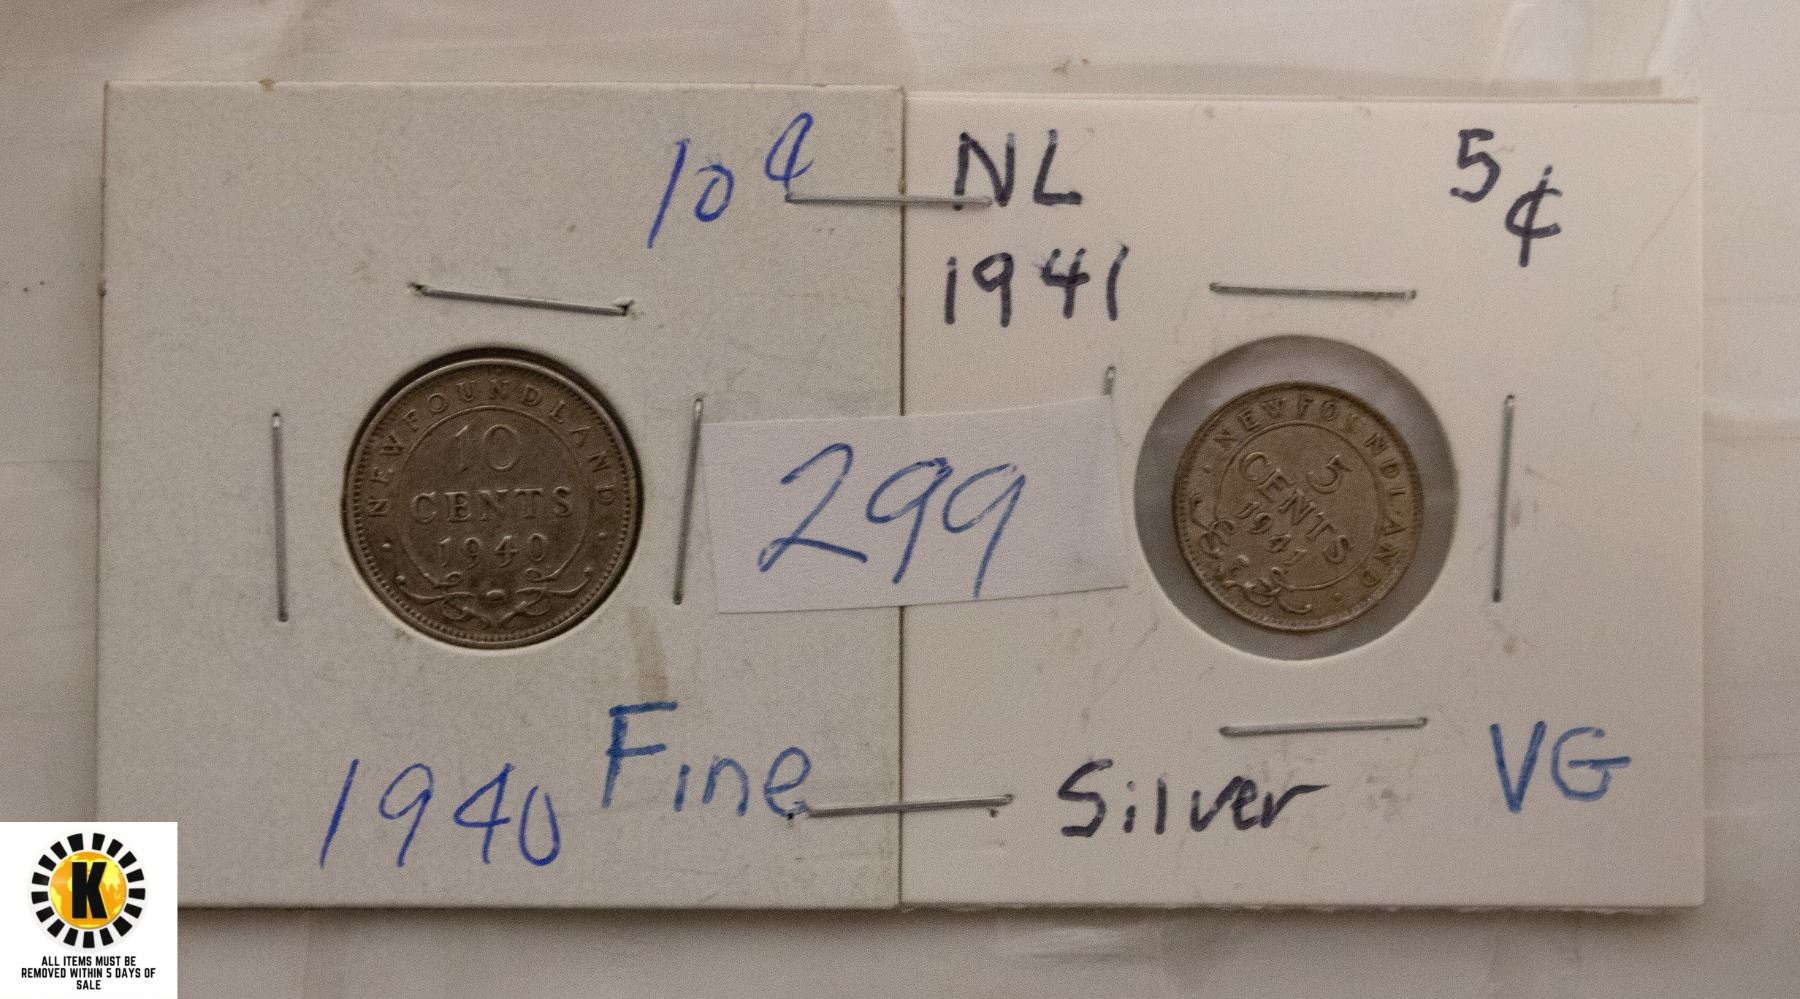 10¢
NEWFOUNDLAND
10
CENTS
1940
1940
Fine
299
NL
1941
5¢
NEWFOUNDLAND
5
CENTS
1941
Silver
VG
K
ALL ITEMS MUST BE
REMOVED WITHIN 5 DAYS OF
SALE